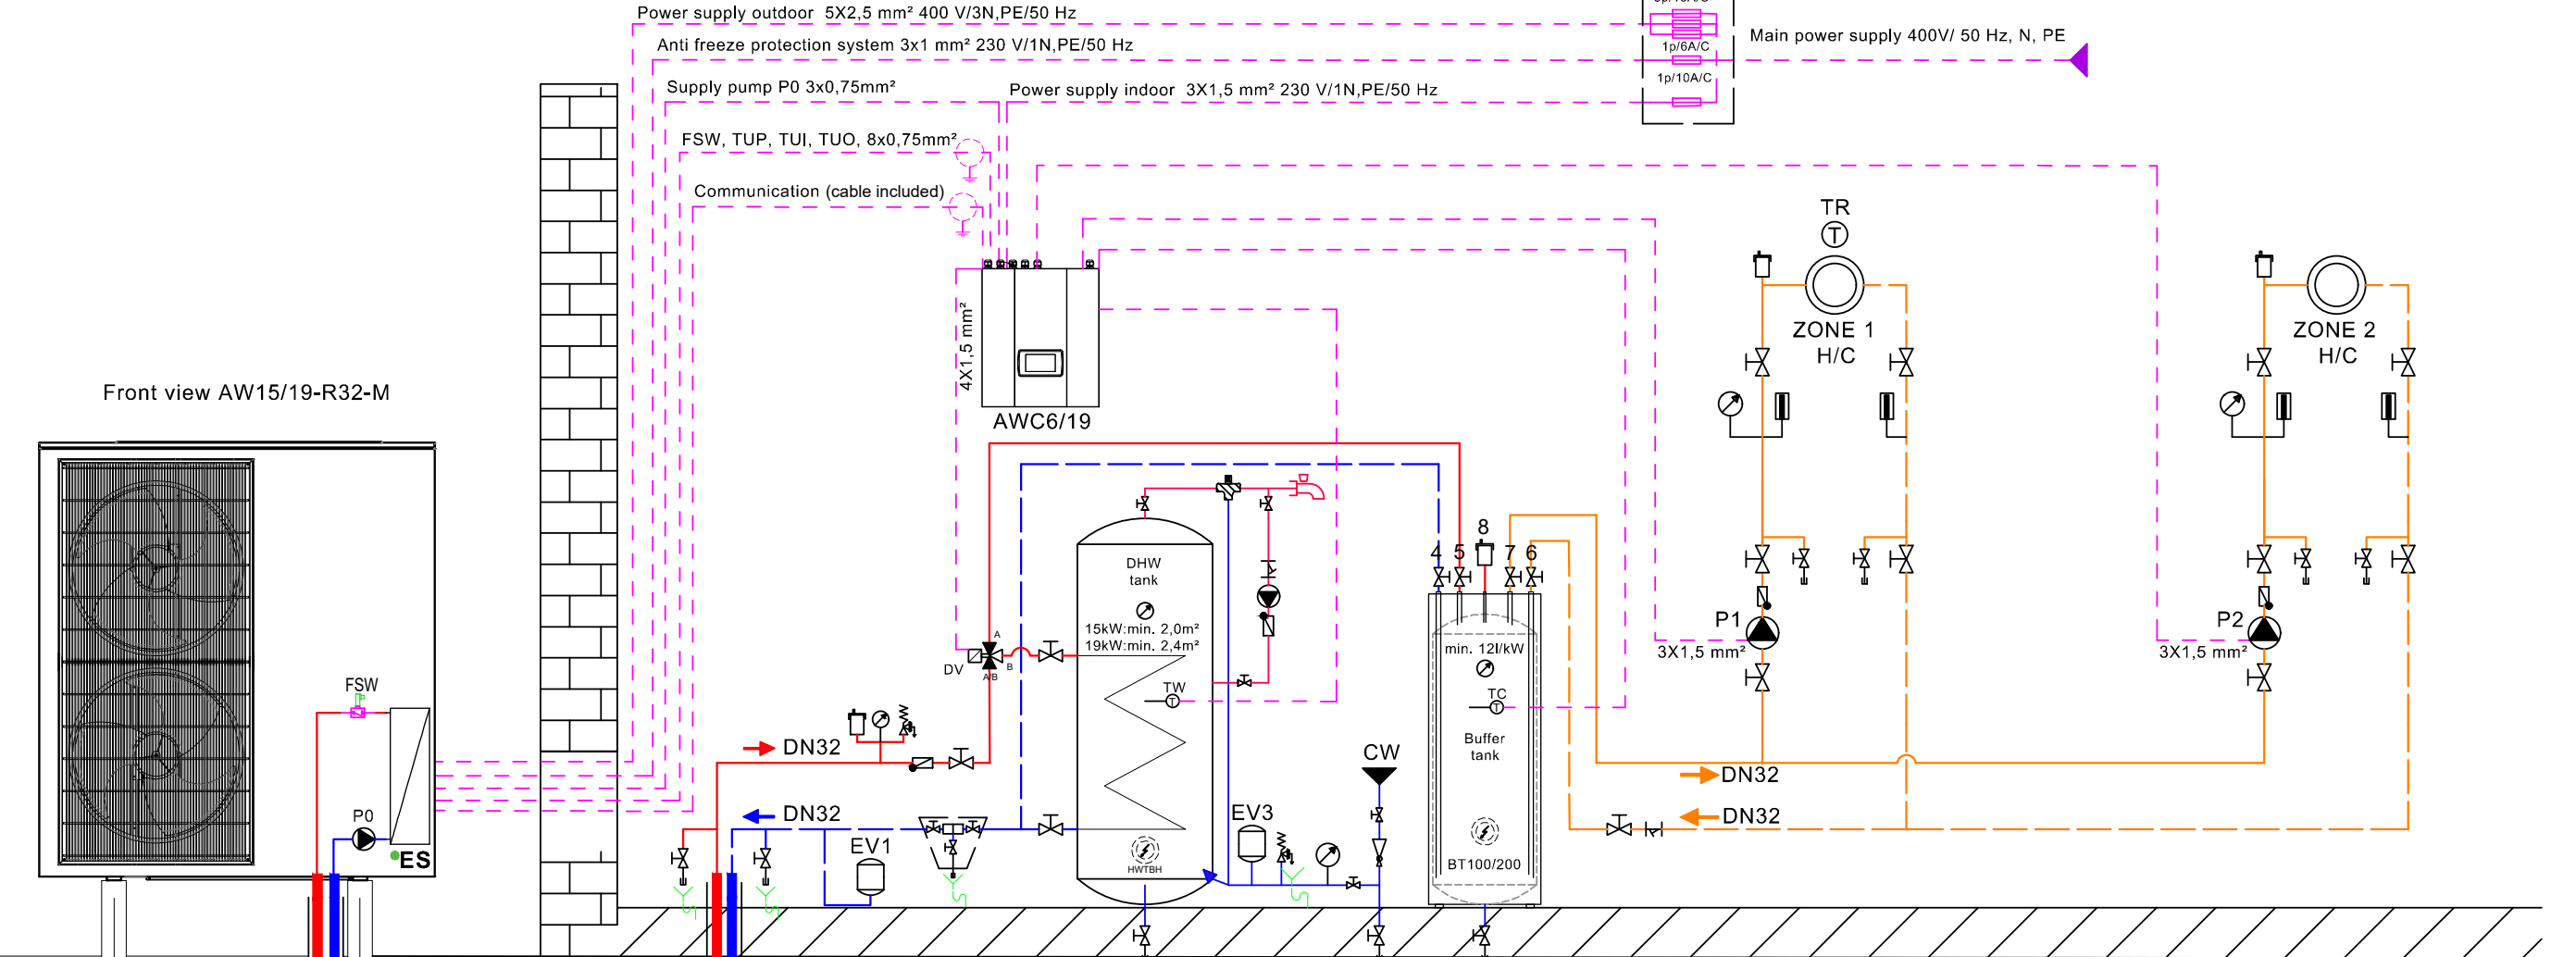 Power supply outdoor 5X2,5 mm² 400 V/3N,PE/50 Hz
Anti freeze protection system 3x1 mm² 230 V/1N,PE/50 Hz
1p/6A/C
Main power supply 400V/ 50 Hz, N, PE
1p/10A/C
Supply pump P0 3x0,75mm²
Power supply indoor 3X1,5 mm² 230 V/1N,PE/50 Hz
FSW, TUP, TUI, TUO, 8x0,75mm²
Communication (cable included)
TR
T
ZONE 1
H/C
ZONE 2
H/C
4X1,5 mm²
AWC6/19
Front view AW15/19-R32-M
8
4
5
7
6
DHW
tank
15kW:min. 2,0m²
19kW:min. 2,4m²
A
B
A/B
DV
min. 12l/kW
P1
3X1,5 mm²
P2
3X1,5 mm²
TW
T
TC
T
FSW
Buffer
tank
DN32
CW
DN32
P0
DN32
DN32
EV1
EV3
ES
HWTBH
BT100/200